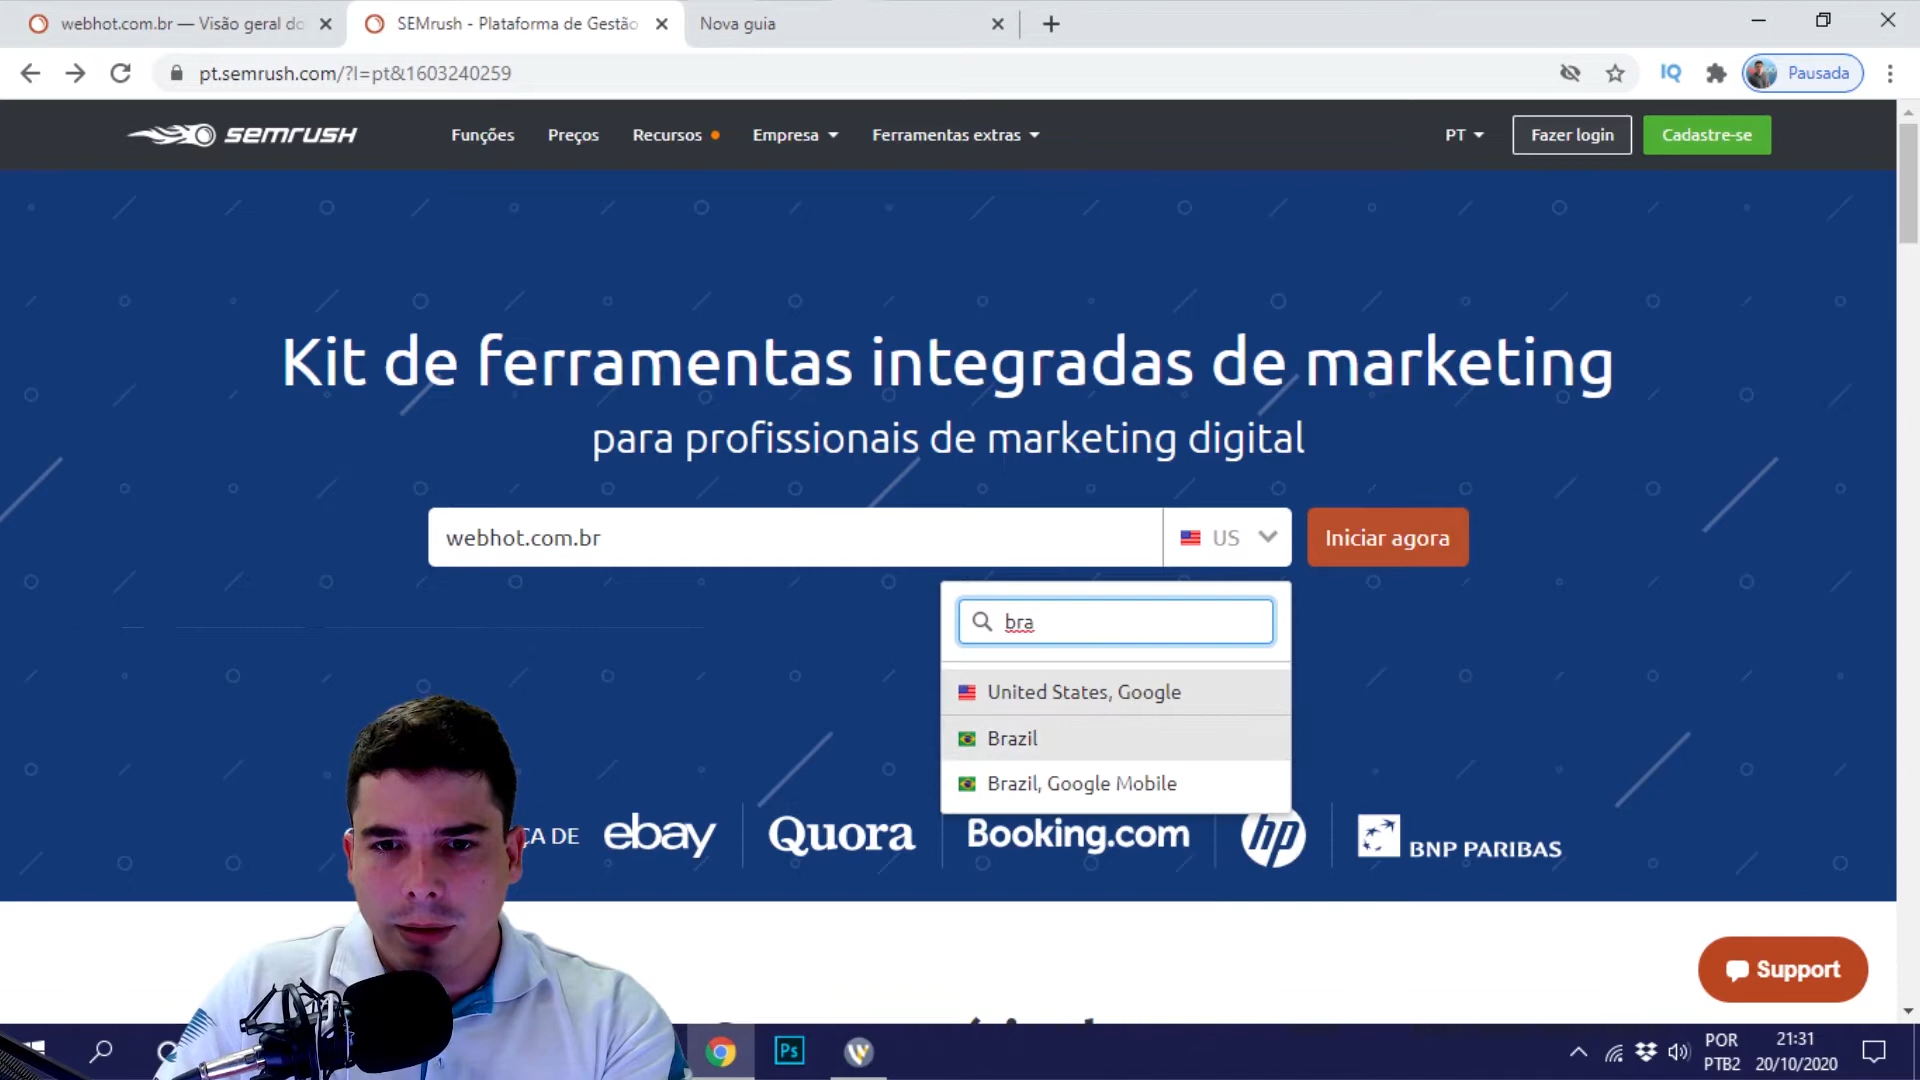 webhot.com.br — Visão geral do
SEMrush - Plataforma de Gestão
Nova guia
pt.semrush.com/?l=pt&1603240259
IQ
Pausada
semrush
Funções
Preços
Recursos
Empresa
Ferramentas extras
PT
Fazer login
Cadastre-se
Kit de ferramentas integradas de marketing
para profissionais de marketing digital
webhot.com.br
US
Iniciar agora
bra
United States, Google
Brazil
Brazil, Google Mobile
DE
ebay
Quora
Booking.com
hp
BNP PARIBAS
Support
Ps
POR
PTB2
21:31
20/10/2020